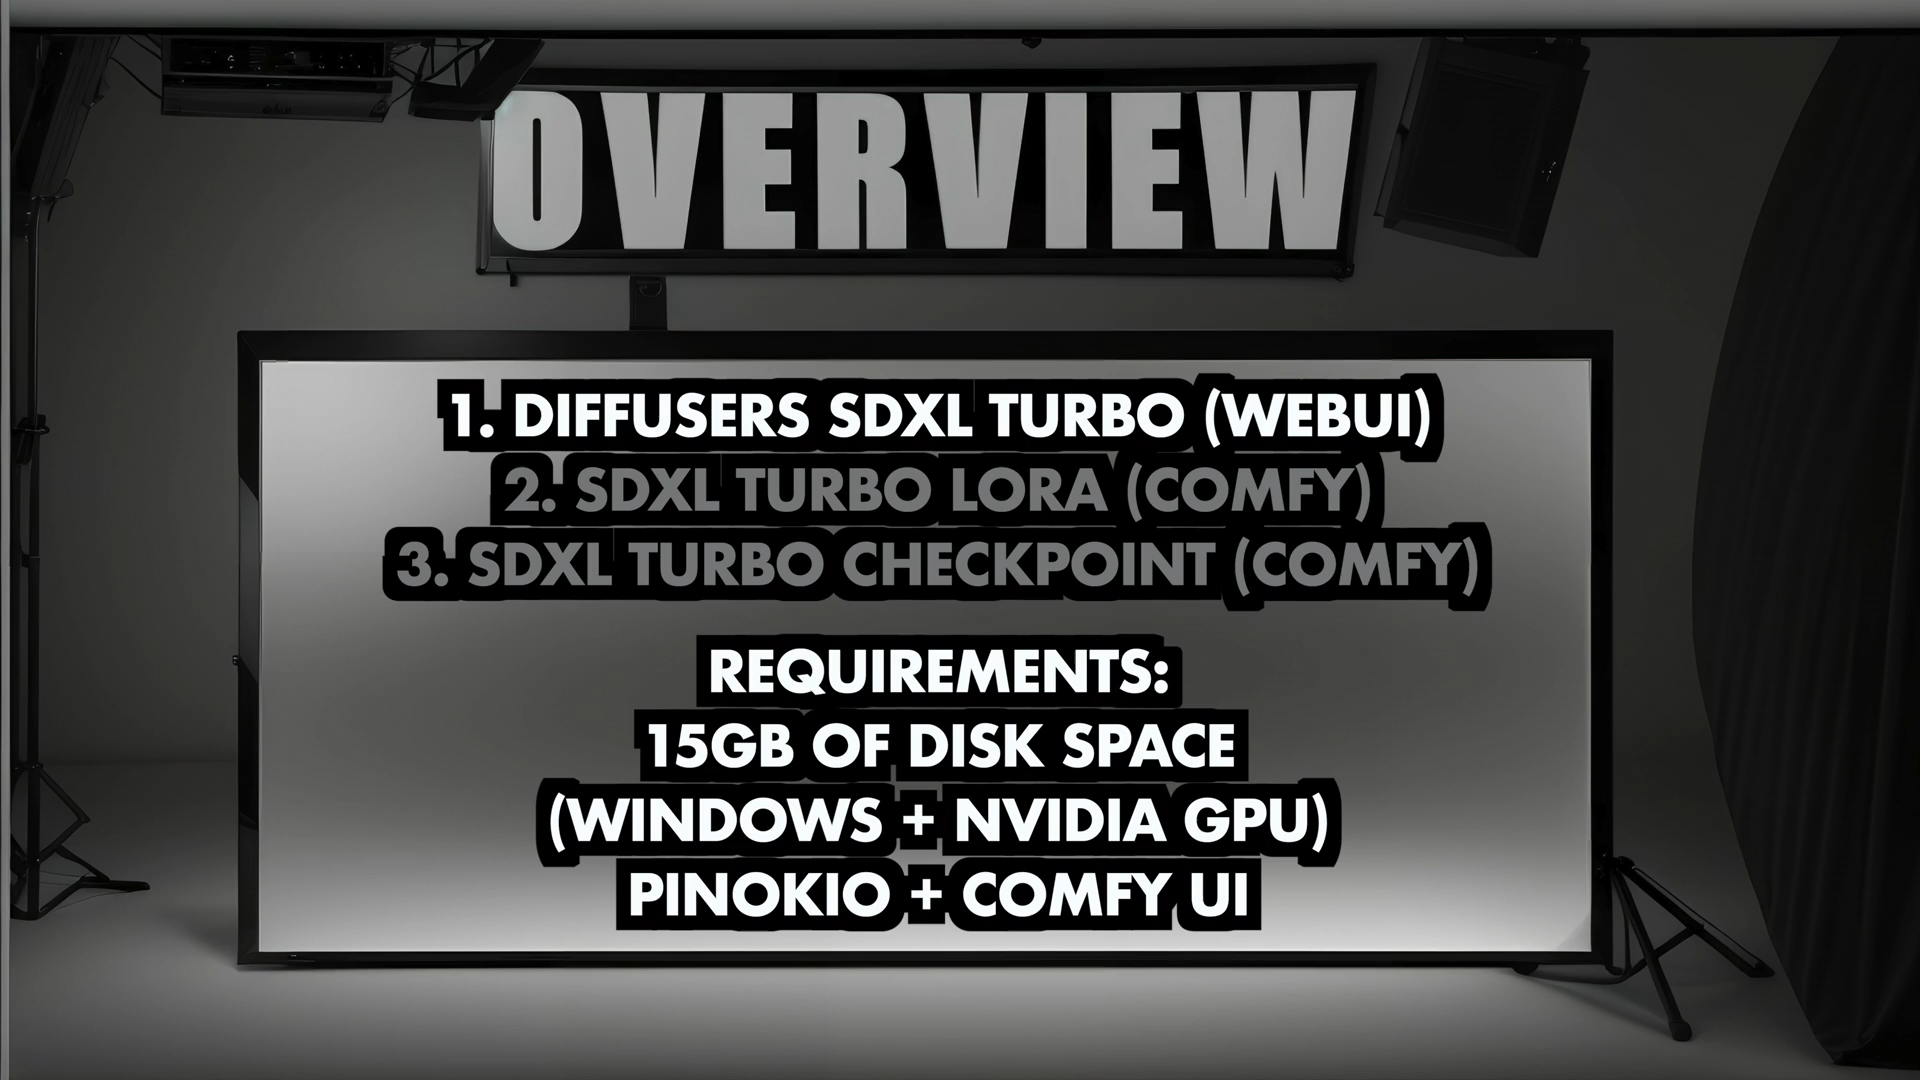 OVERVIEW
1. DIFFUSERS SDXL TURBO (WEBUI)
2. SDXL TURBO LORA (COMFY)
3. SDXL TURBO CHECKPOINT (COMFY)
REQUIREMENTS:
15GB OF DISK SPACE
(WINDOWS + NVIDIA GPU)
PINOKIO + COMFY UI